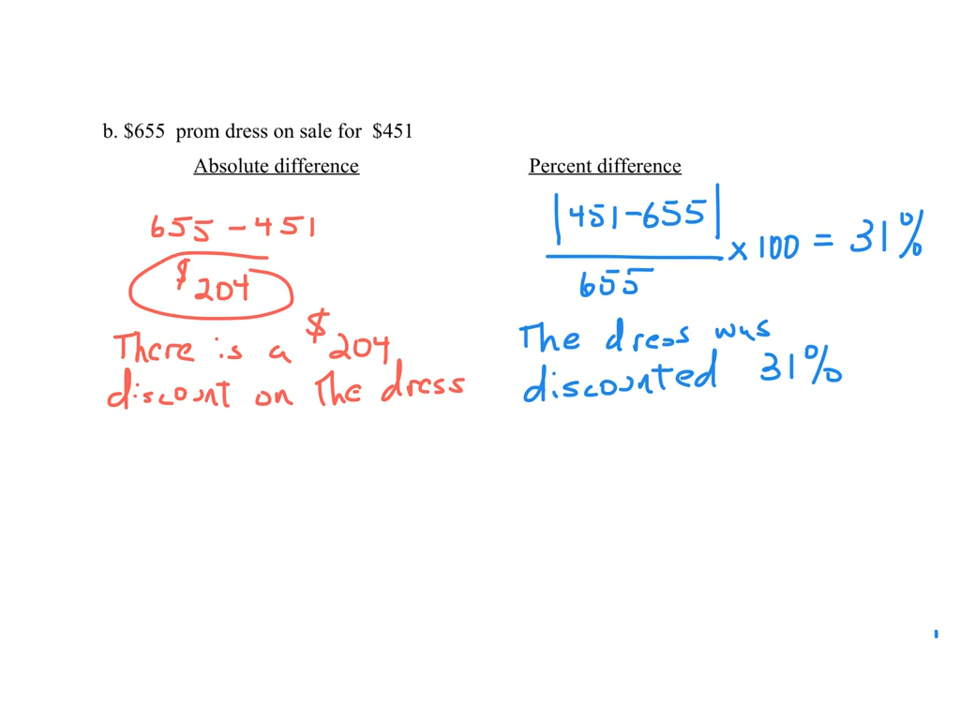 b. $655 prom dress on sale for $451
Absolute difference
655 - 451
$204
There is a $204
discount on the dress
Percent difference
|451-655|
655
x 100 = 31%
The dress was
discounted 31%